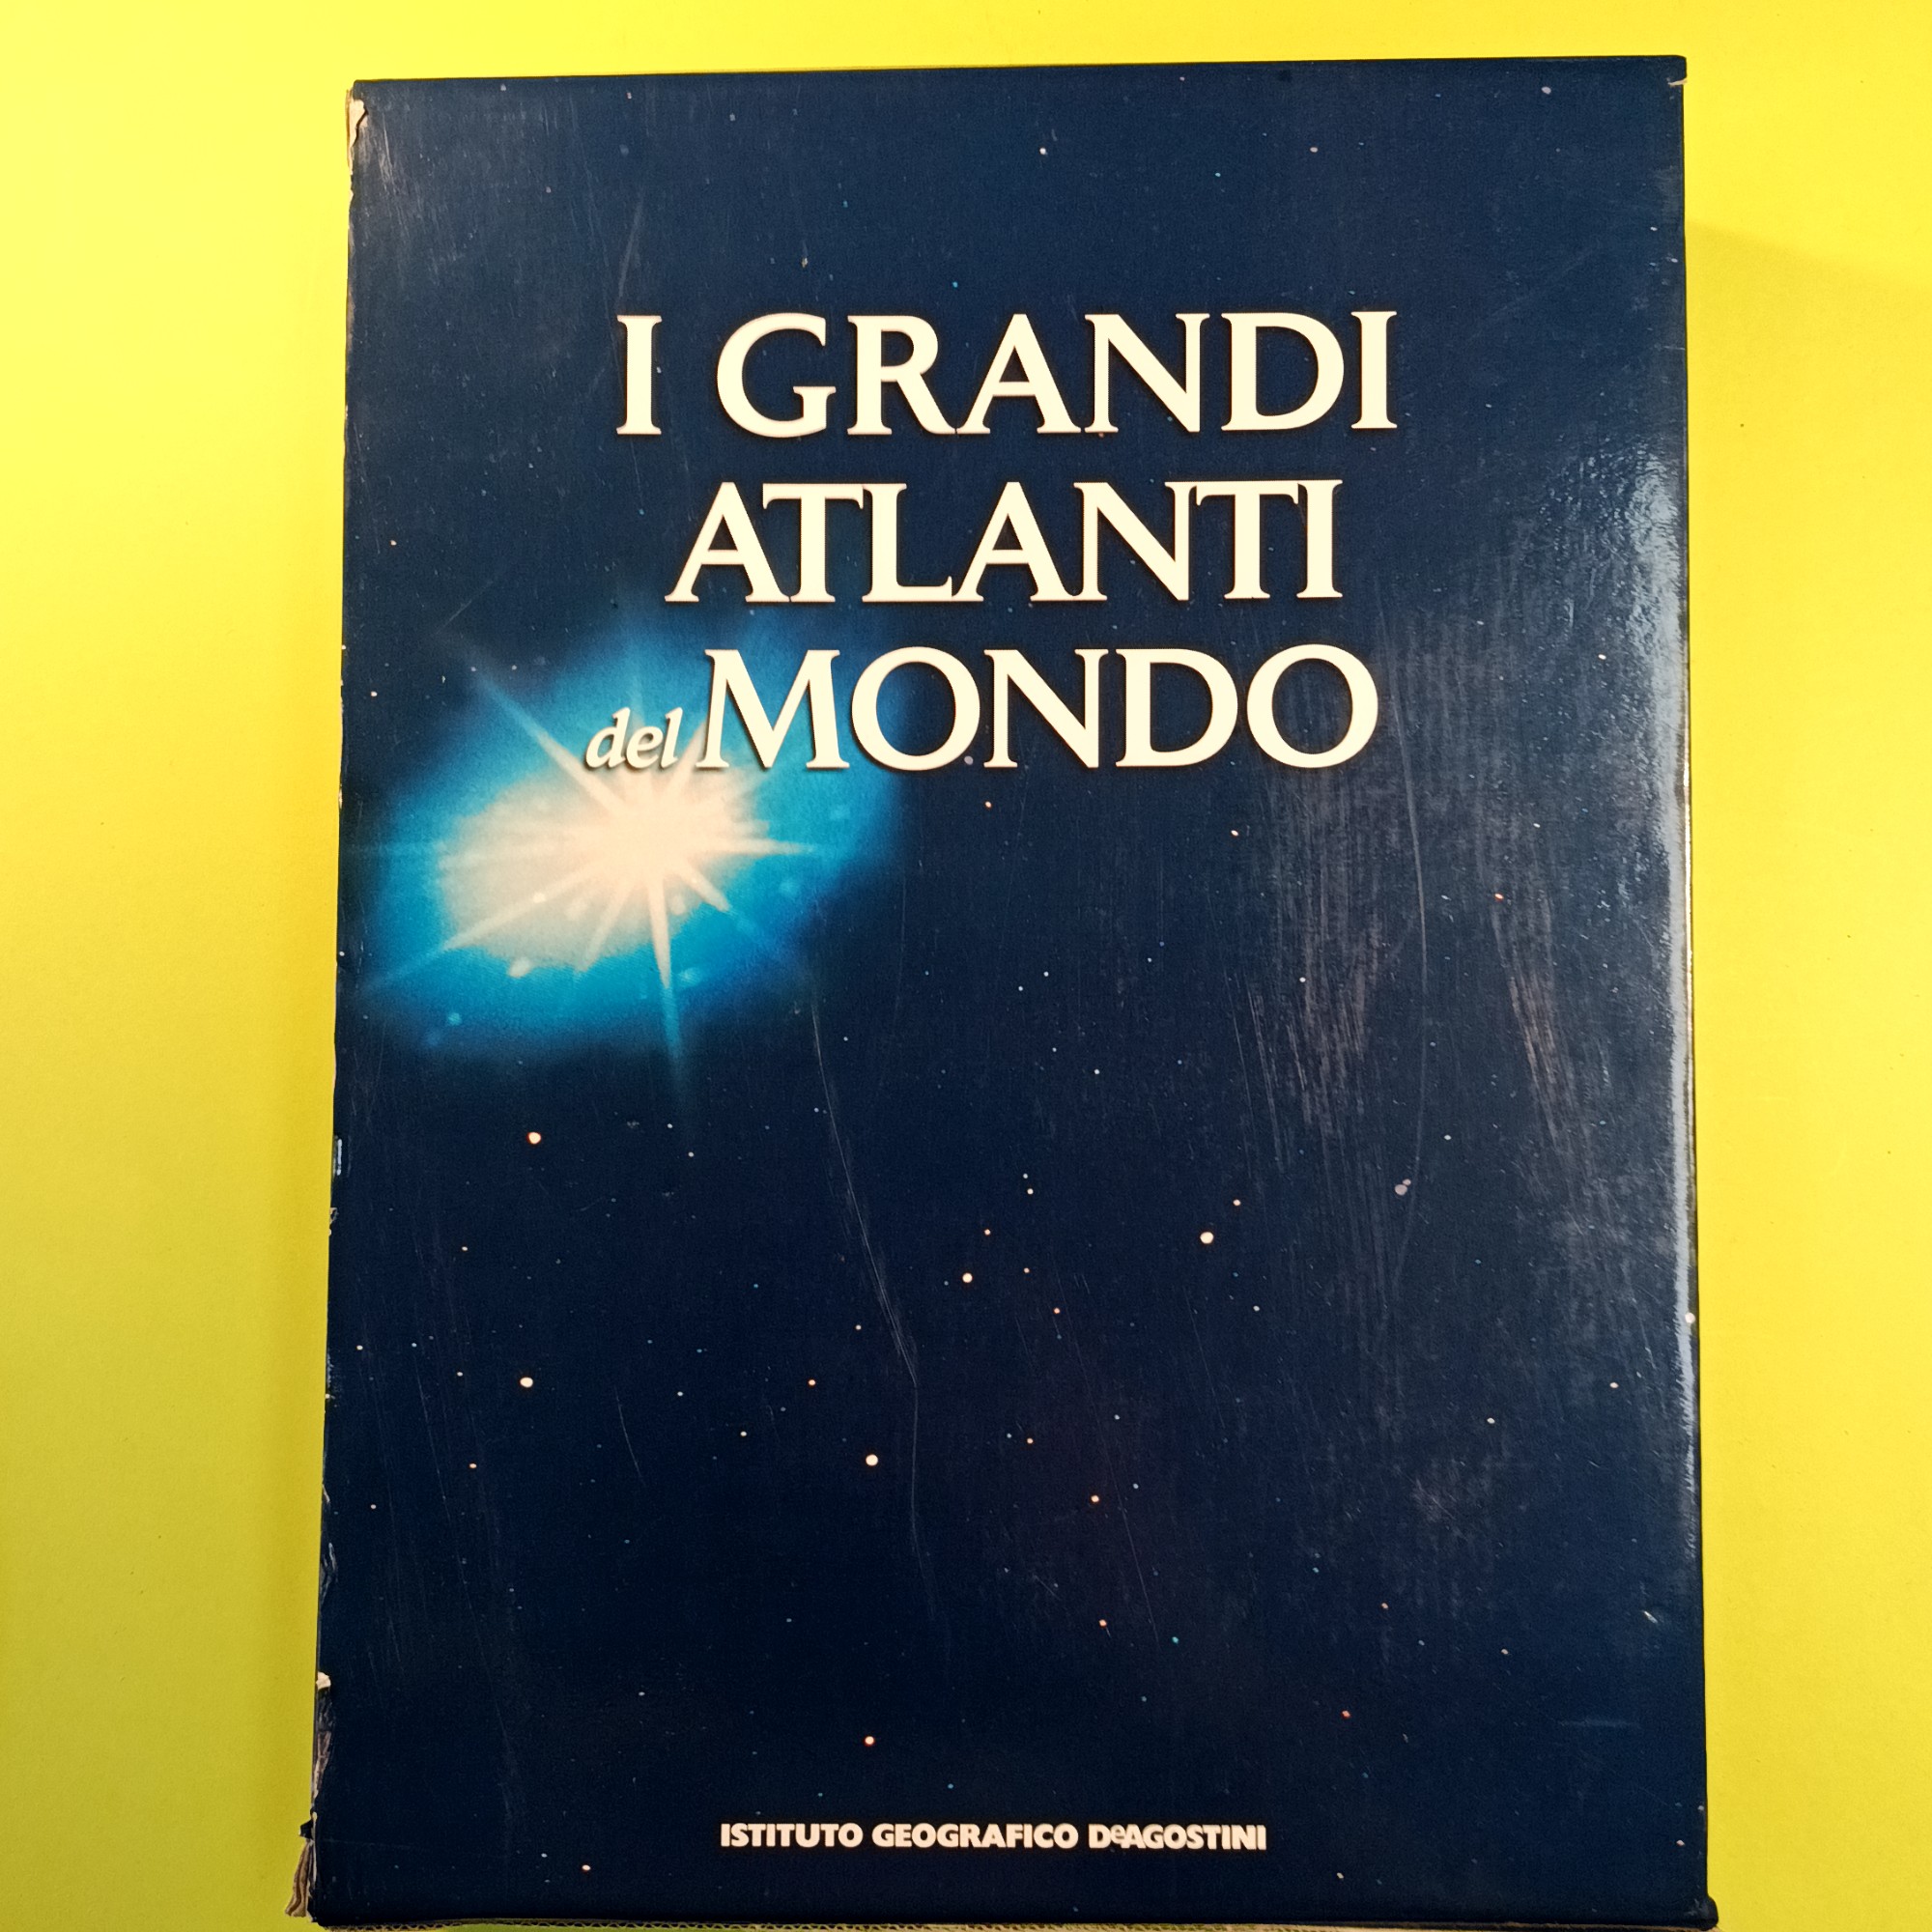 I GRANDI
ATLANTI
del MONDO
ISTITUTO GEOGRAFICO DeAGOSTINI